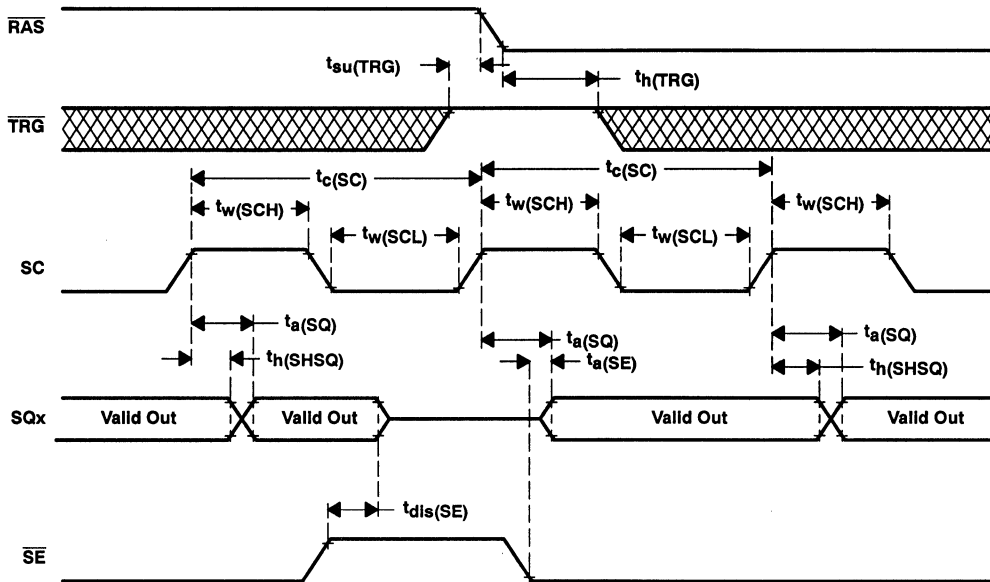 RAS
tsu(TRG)
th(TRG)
TRG
tc(SC)
tc(SC)
tw(SCH)
tw(SCH)
tw(SCH)
tw(SCL)
tw(SCL)
SC
ta(SQ)
ta(SQ)
ta(SQ)
th(SHSQ)
ta(SE)
th(SHSQ)
SQx
Valid Out
Valid Out
Valid Out
Valid Out
tdis(SE)
SE